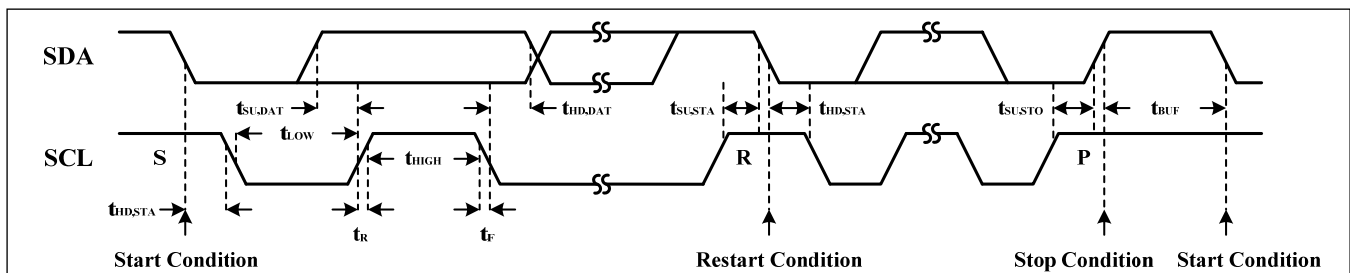 SDA
tSU,DAT
tHD,DAT
tSU,STA
tHD,STA
tSU,STO
tBUF
tLOW
SCL
S
tHIGH
R
P
tHD,STA
tR
tF
Start Condition
Restart Condition
Stop Condition
Start Condition